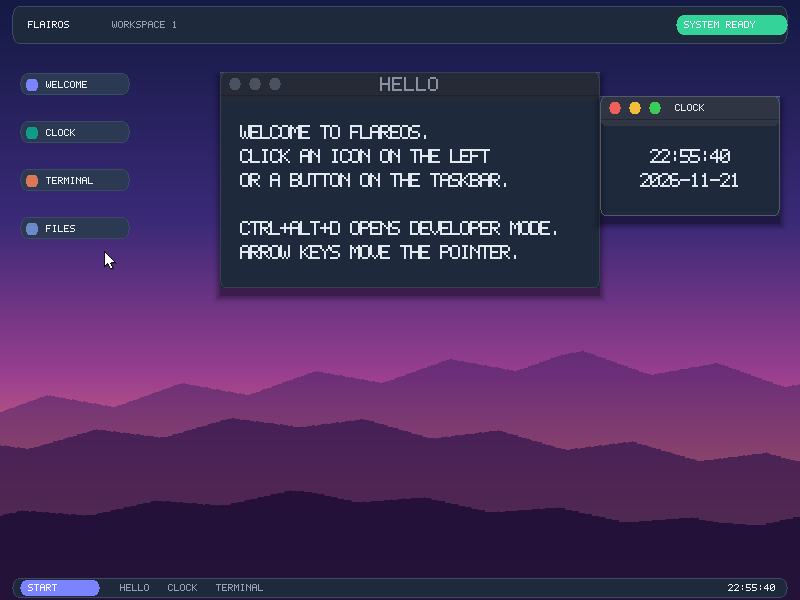 FLAIROS
WORKSPACE 1
SYSTEM READY
WELCOME
CLOCK
TERMINAL
FILES
HELLO
WELCOME TO FLAREOS.
CLICK AN ICON ON THE LEFT
OR A BUTTON ON THE TASKBAR.
CTRL+ALT+D OPENS DEVELOPER MODE.
ARROW KEYS MOVE THE POINTER.
CLOCK
22:55:40
2026-11-21
START
HELLO
CLOCK
TERMINAL
22:55:40